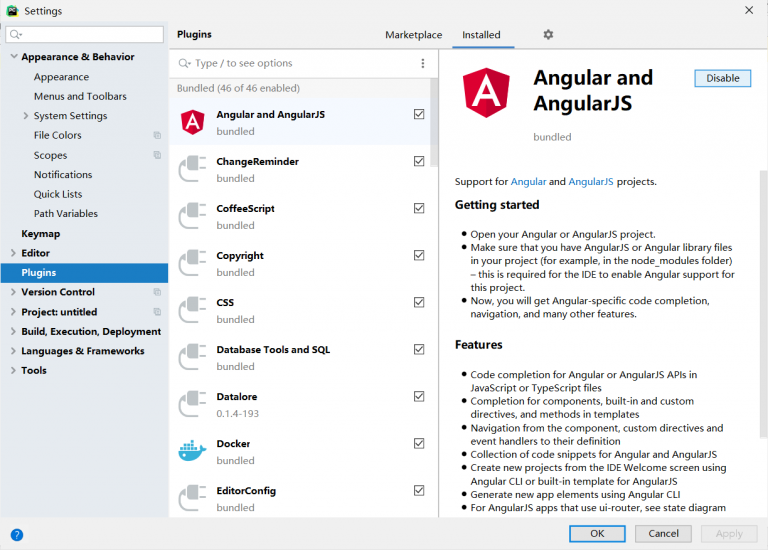 Settings
Appearance & Behavior
Appearance
Menus and Toolbars
System Settings
File Colors
Scopes
Notifications
Quick Lists
Path Variables
Keymap
Editor
Plugins
Version Control
Project: untitled
Build, Execution, Deployment
Languages & Frameworks
Tools
Plugins
Marketplace
Installed
Type / to see options
Bundled (46 of 46 enabled)
Angular and AngularJS
bundled
ChangeReminder
bundled
CoffeeScript
bundled
Copyright
bundled
CSS
bundled
Database Tools and SQL
bundled
Datalore
0.1.4-193
Docker
bundled
EditorConfig
bundled
Angular and
AngularJS
Disable
bundled
Support for Angular and AngularJS projects.
Getting started
• Open your Angular or AngularJS project.
• Make sure that you have AngularJS or Angular library files
in your project (for example, in the node_modules folder)
– this is required for the IDE to enable Angular support for
this project.
• Now, you will get Angular-specific code completion,
navigation, and many other features.
Features
• Code completion for Angular or AngularJS APIs in
JavaScript or TypeScript files
• Completion for components, built-in and custom
directives, and methods in templates
• Navigation from the component, custom directives and
event handlers to their definition
• Collection of code snippets for Angular and AngularJS
• Create new projects from the IDE Welcome screen using
Angular CLI or built-in template for AngularJS
• Generate new app elements using Angular CLI
• For AngularJS apps that use ui-router, see state diagram
?
OK
Cancel
Apply